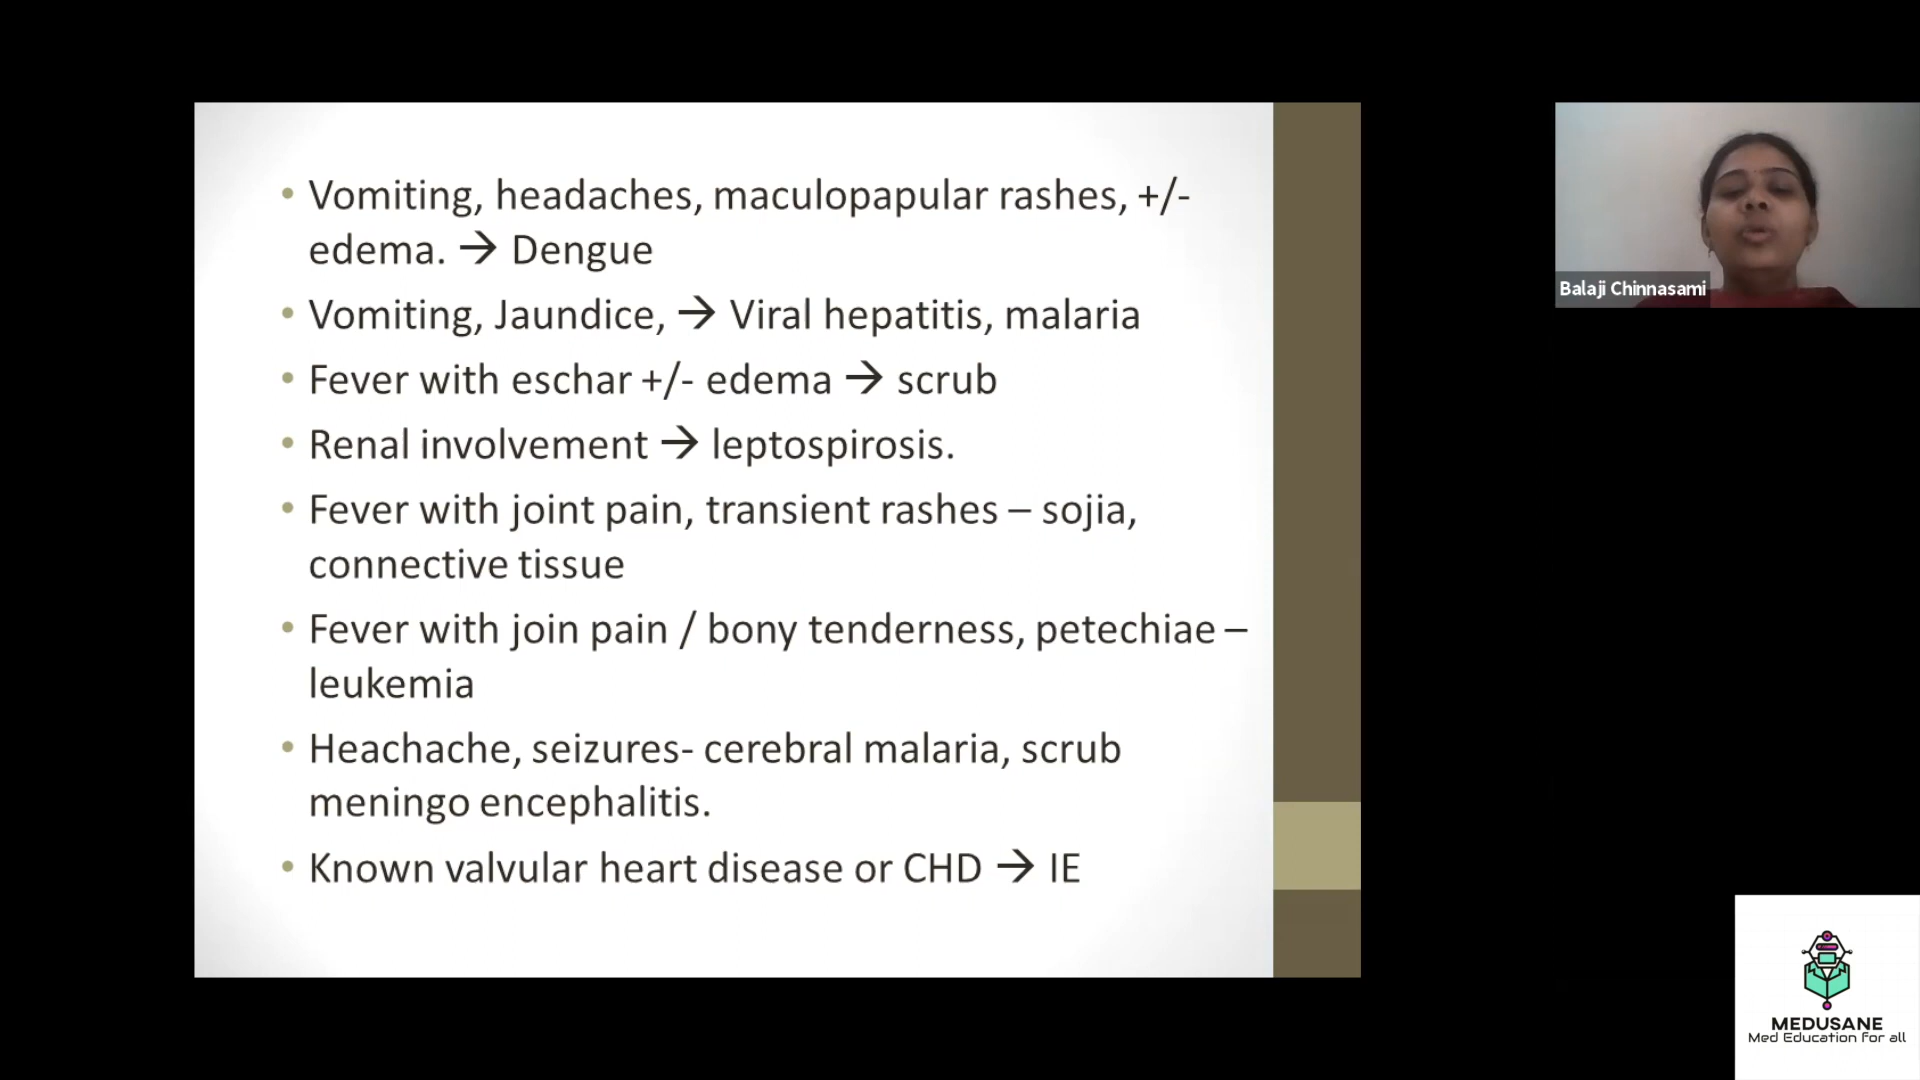 • Vomiting, headaches, maculopapular rashes, +/-
edema. → Dengue
• Vomiting, Jaundice, → Viral hepatitis, malaria
• Fever with eschar +/- edema → scrub
• Renal involvement → leptospirosis.
• Fever with joint pain, transient rashes – sojia,
connective tissue
• Fever with join pain / bony tenderness, petechiae –
leukemia
• Heachache, seizures- cerebral malaria, scrub
meningo encephalitis.
• Known valvular heart disease or CHD → IE
Balaji Chinnasami
MEDUSANE
Med Education for all